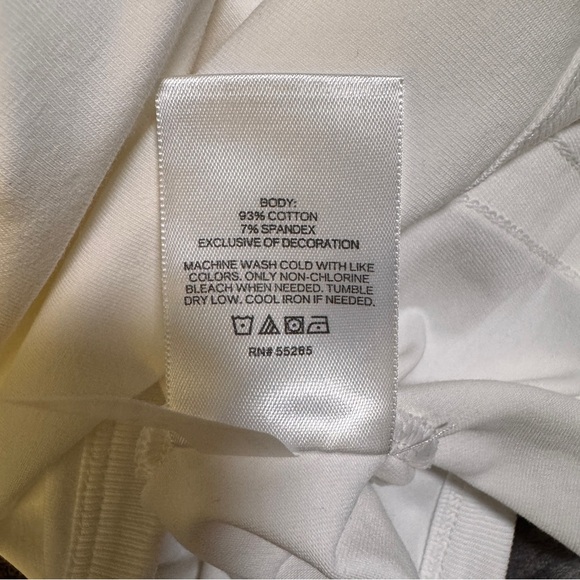 BODY:
93% COTTON
7% SPANDEX
EXCLUSIVE OF DECORATION
MACHINE WASH COLD WITH LIKE
COLORS. ONLY NON-CHLORINE
BLEACH WHEN NEEDED. TUMBLE
DRY LOW. COOL IRON IF NEEDED.
RN# 55285